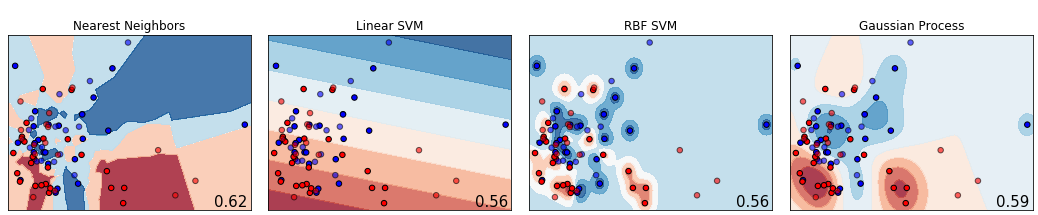 Nearest Neighbors
Linear SVM
RBF SVM
Gaussian Process
0.62
0.56
0.56
0.59